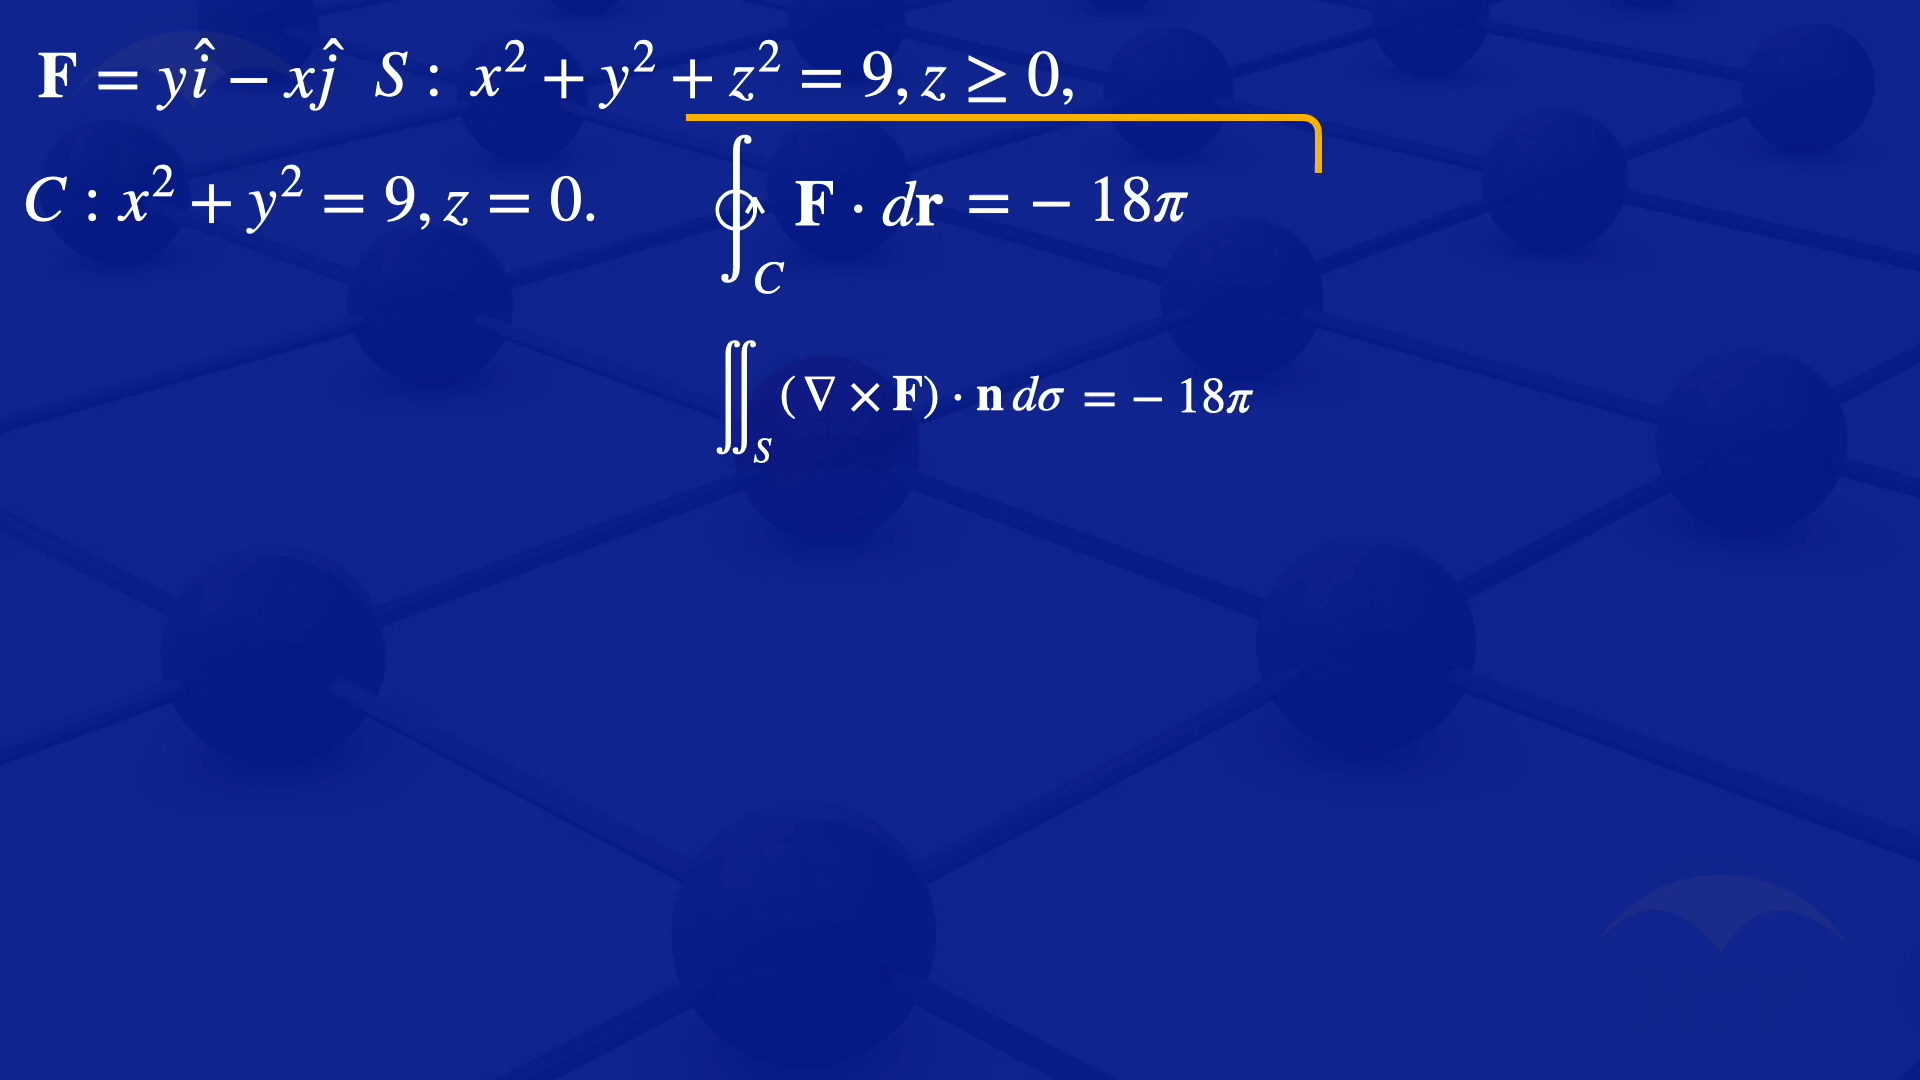 𝐅 = yî − xĵ S : x² + y² + z² = 9, z ≥ 0,
C : x² + y² = 9, z = 0.
∮_C 𝐅 · d𝐫 = − 18π
∬_S (∇ × 𝐅) · 𝐧 dσ = − 18π